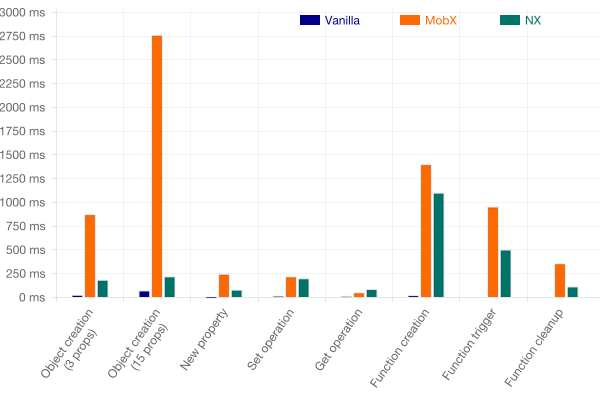 3000 ms
Vanilla
MobX
NX
2750 ms
2500 ms
2250 ms
2000 ms
1750 ms
1500 ms
1250 ms
1000 ms
750 ms
500 ms
250 ms
0 ms
Object creation
(3 props)
Object creation
(15 props)
New property
Set operation
Get operation
Function creation
Function trigger
Function cleanup